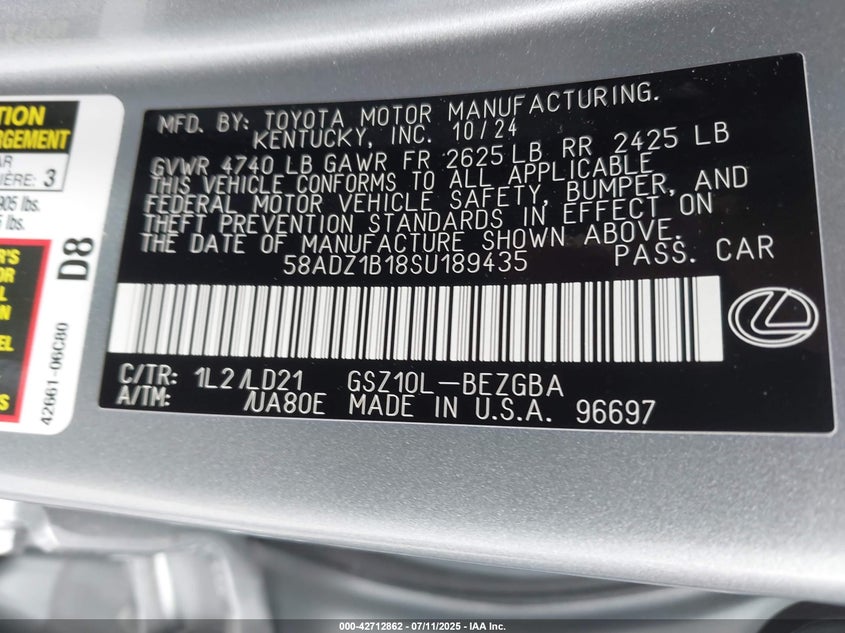 MFD. BY: TOYOTA MOTOR MANUFACTURING.
KENTUCKY, INC. 10/24
GVWR 4740 LB GAWR FR 2625 LB RR 2425 LB
THIS VEHICLE CONFORMS TO ALL APPLICABLE
FEDERAL MOTOR VEHICLE SAFETY, BUMPER, AND
THEFT PREVENTION STANDARDS IN EFFECT ON
THE DATE OF MANUFACTURE SHOWN ABOVE.
58ADZ1B18SU189435 PASS. CAR
C/TR: 1L2/LD21 GSZ10L-BEZGBA
A/TM: /UA80E MADE IN U.S.A. 96697
3
lbs.
lbs.
D8
42661-06C80
000-42712862 - 07/11/2025 - IAA Inc.